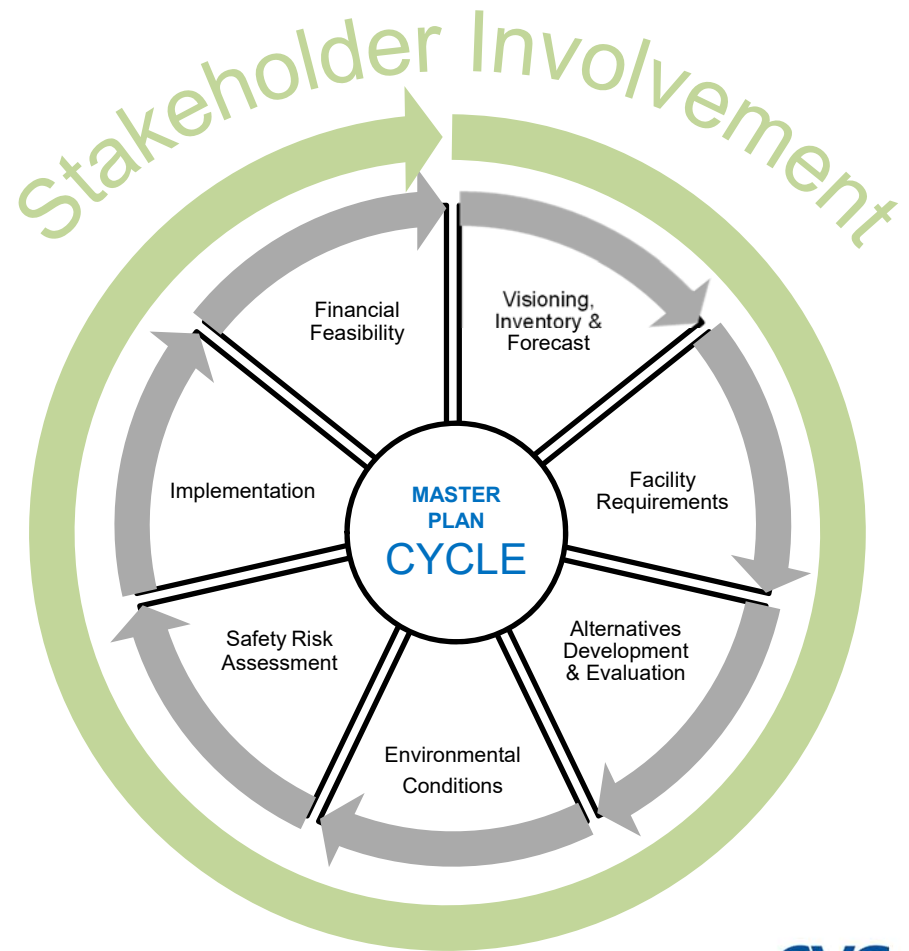 Stakeholder Involvement
Visioning,
Inventory &
Forecast
Facility
Requirements
Alternatives
Development
& Evaluation
Environmental
Conditions
Safety Risk
Assessment
Implementation
Financial
Feasibility
MASTER
PLAN
CYCLE